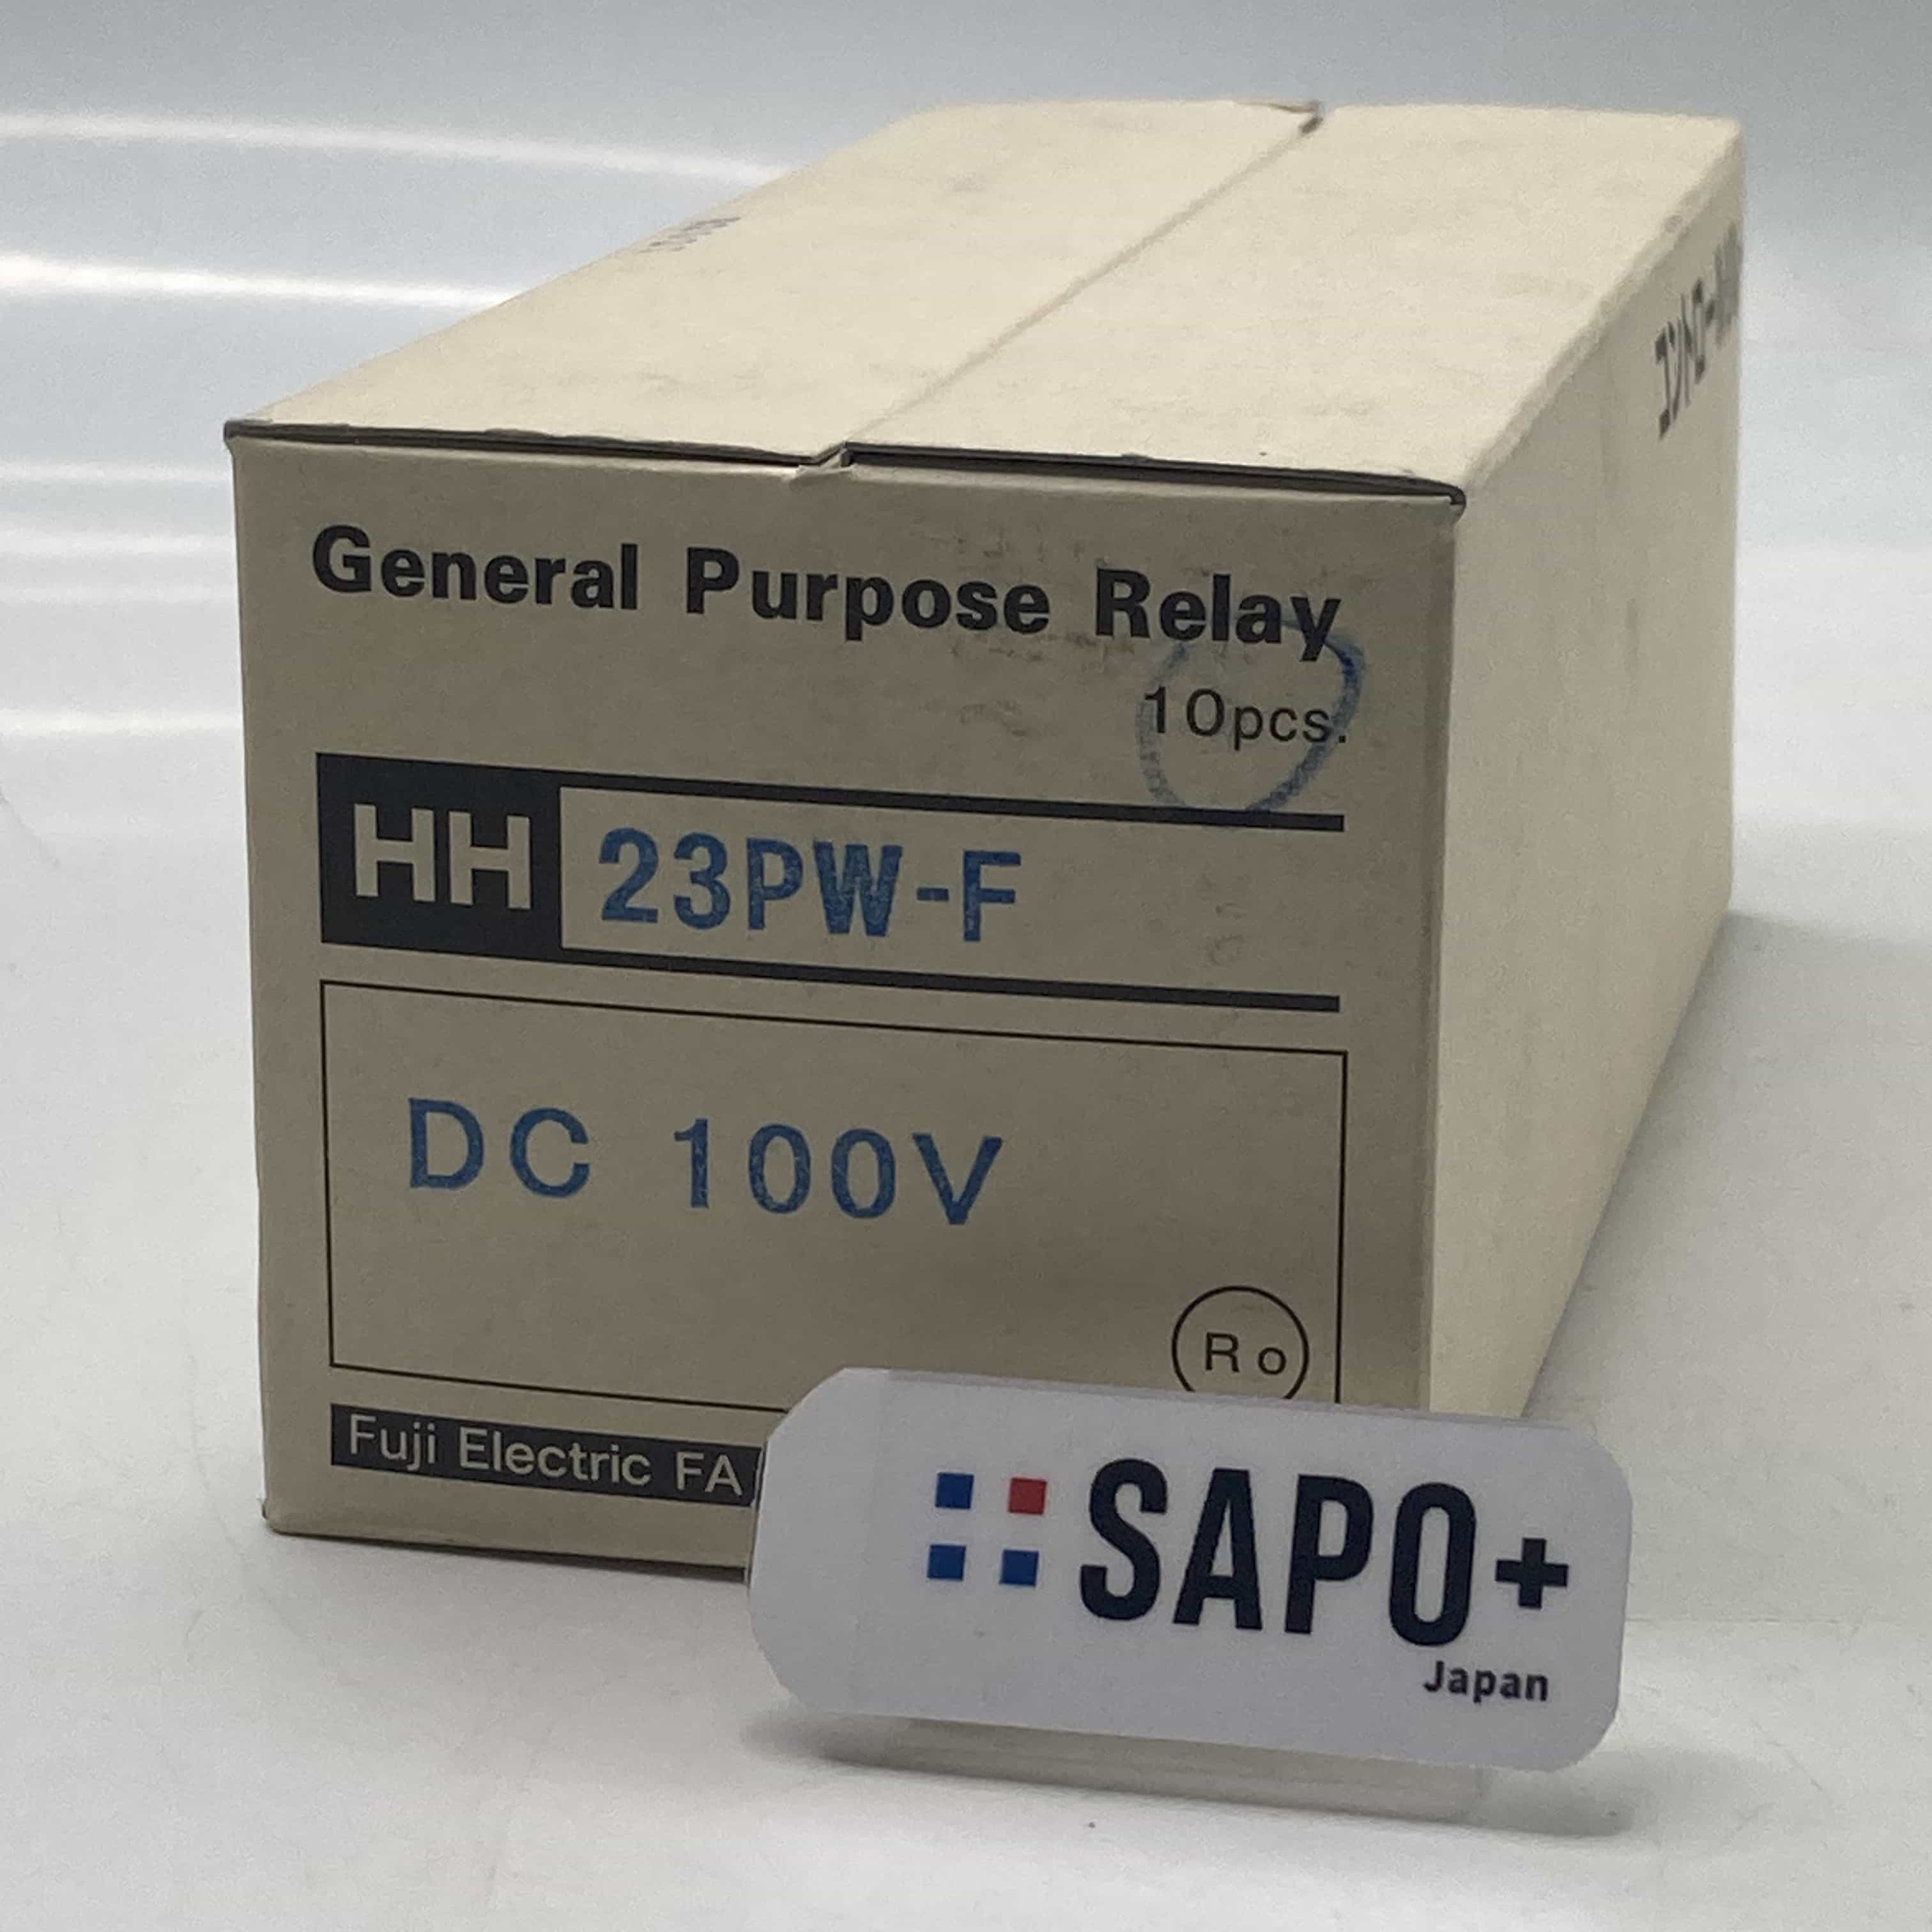 General Purpose Relay
10pcs.
HH 23PW-F
DC 100V
Ro
Fuji Electric FA
SAPO+
Japan